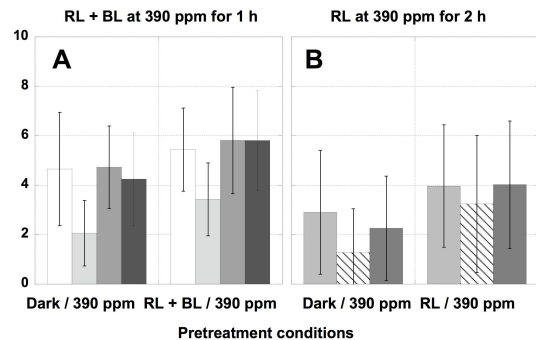 RL + BL at 390 ppm for 1 h RL at 390 ppm for 2 h
10
8
6
4
2
0
A B
Dark / 390 ppm RL + BL / 390 ppm Dark / 390 ppm RL / 390 ppm
Pretreatment conditions